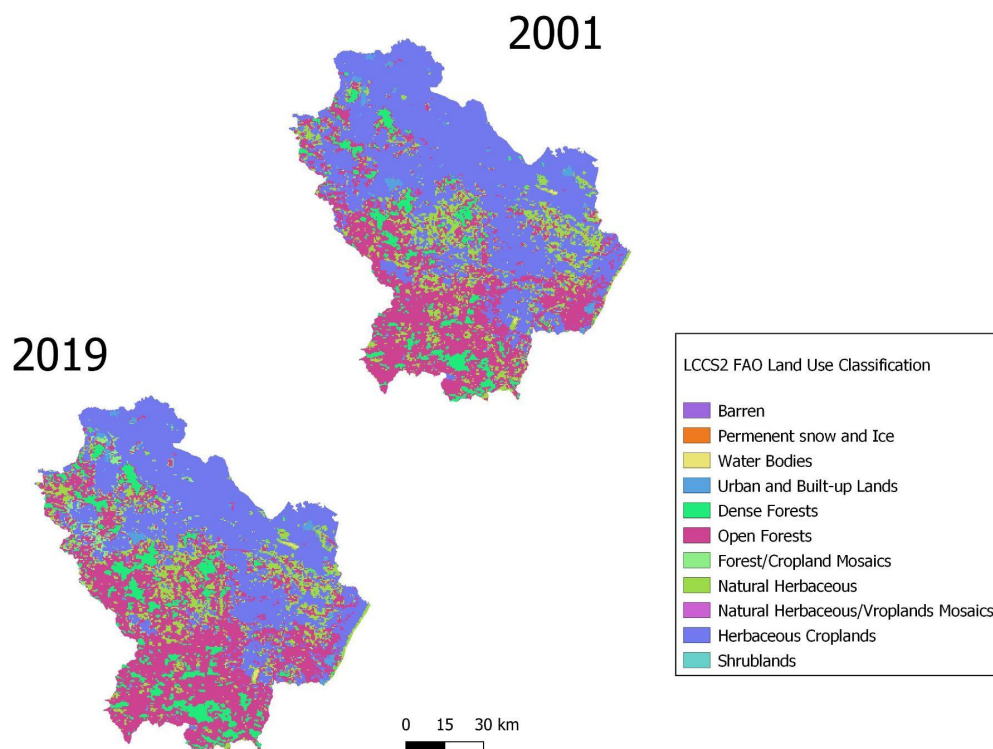 2001
2019
LCCS2 FAO Land Use Classification
Barren
Permenent snow and Ice
Water Bodies
Urban and Built-up Lands
Dense Forests
Open Forests
Forest/Cropland Mosaics
Natural Herbaceous
Natural Herbaceous/Vroplands Mosaics
Herbaceous Croplands
Shrublands
0 15 30 km